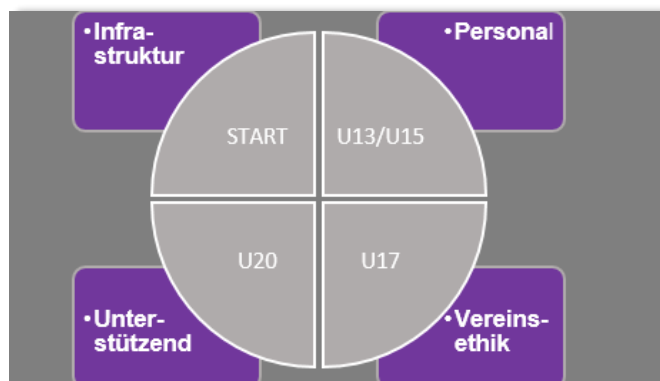 •Infra-
struktur
•Personal
START
U13/U15
U20
U17
•Unter-
stützend
•Vereins-
ethik